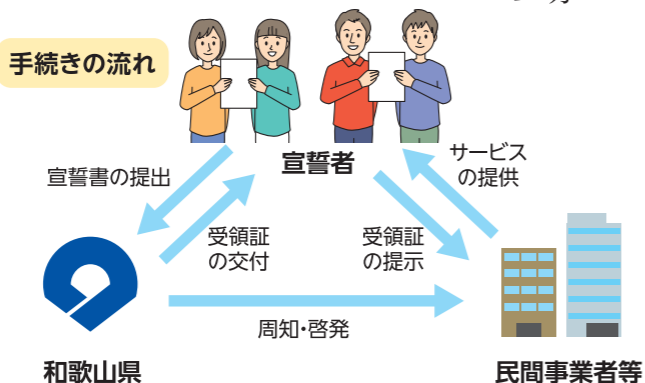 手続きの流れ
宣誓者
宣誓書の提出
サービス
の提供
受領証
の交付
受領証
の提示
周知・啓発
和歌山県
民間事業者等